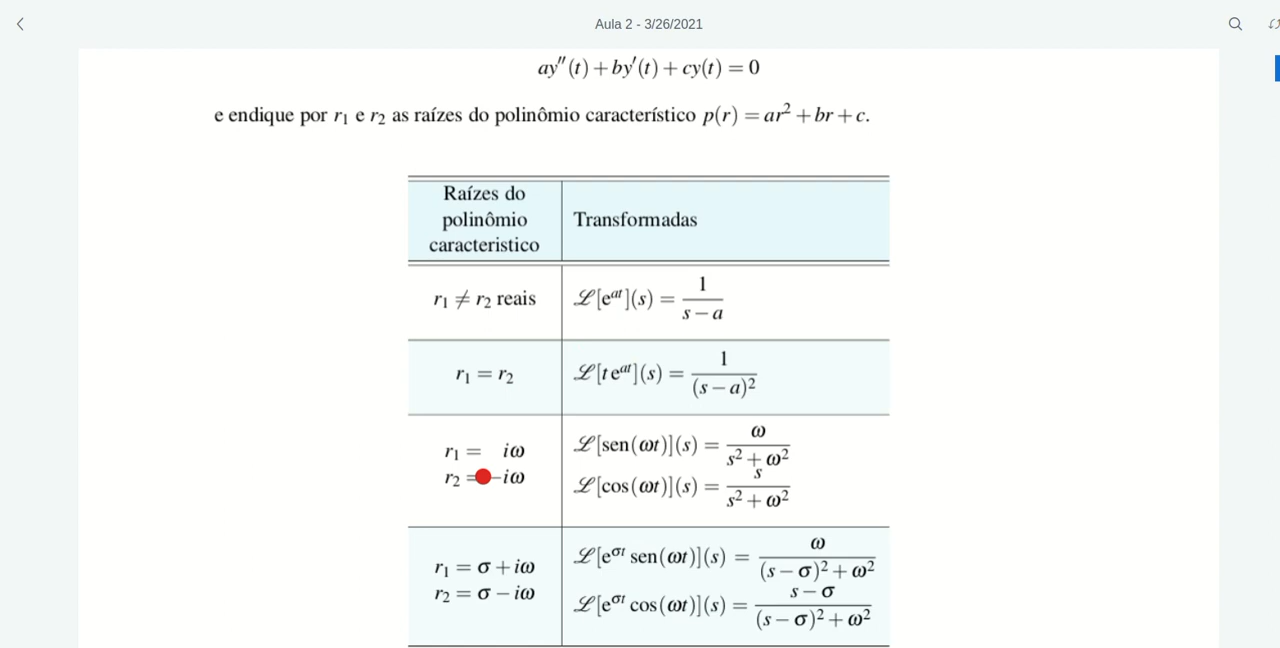 Aula 2 - 3/26/2021
ay″(t) + by′(t) + cy(t) = 0
e endique por r₁ e r₂ as raízes do polinômio característico p(r) = ar² + br + c.
Raízes do
polinômio
caracteristico
Transformadas
r₁ ≠ r₂ reais
ℒ[eᵃᵗ](s) = 1/(s − a)
r₁ = r₂
ℒ[t eᵃᵗ](s) = 1/(s − a)²
r₁ = iω
r₂ = −iω
ℒ[sen(ωt)](s) = ω/(s² + ω²)
ℒ[cos(ωt)](s) = s/(s² + ω²)
r₁ = σ + iω
r₂ = σ − iω
ℒ[e^σt sen(ωt)](s) = ω/((s − σ)² + ω²)
ℒ[e^σt cos(ωt)](s) = (s − σ)/((s − σ)² + ω²)